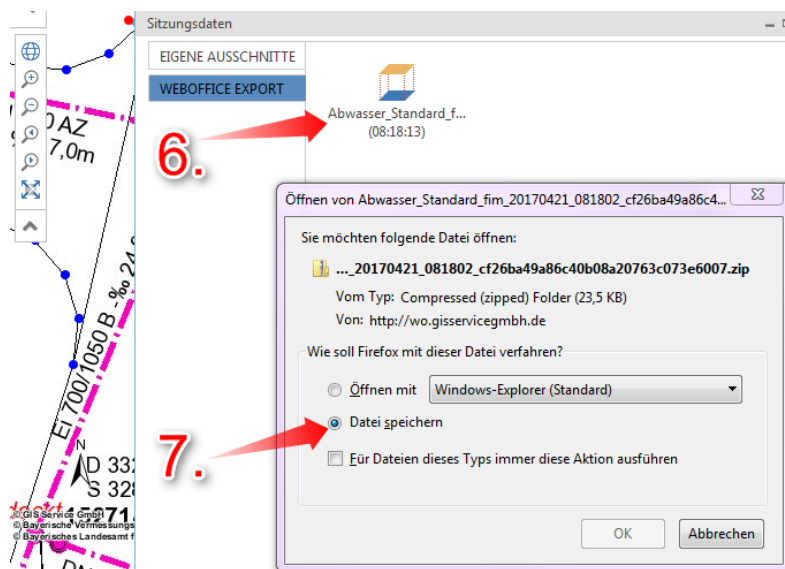 Sitzungsdaten
EIGENE AUSSCHNITTE
WEBOFFICE EXPORT
Abwasser_Standard_f...
(08:18:13)
6.
0 AZ
7,0m
Öffnen von Abwasser_Standard_fim_20170421_081802_cf26ba49a86c4...
Sie möchten folgende Datei öffnen:
..._20170421_081802_cf26ba49a86c40b08a20763c073e6007.zip
Vom Typ: Compressed (zipped) Folder (23,5 KB)
Von: http://wo.gisservicegmbh.de
Wie soll Firefox mit dieser Datei verfahren?
Öffnen mit Windows-Explorer (Standard)
Datei speichern
7.
Für Dateien dieses Typs immer diese Aktion ausführen
OK Abbrechen
Ei 700/1050 B -‰ 24,
N
D 332
S 328
© GIS Service GmbH
© Bayerische Vermessungs
© Bayerisches Landesamt f